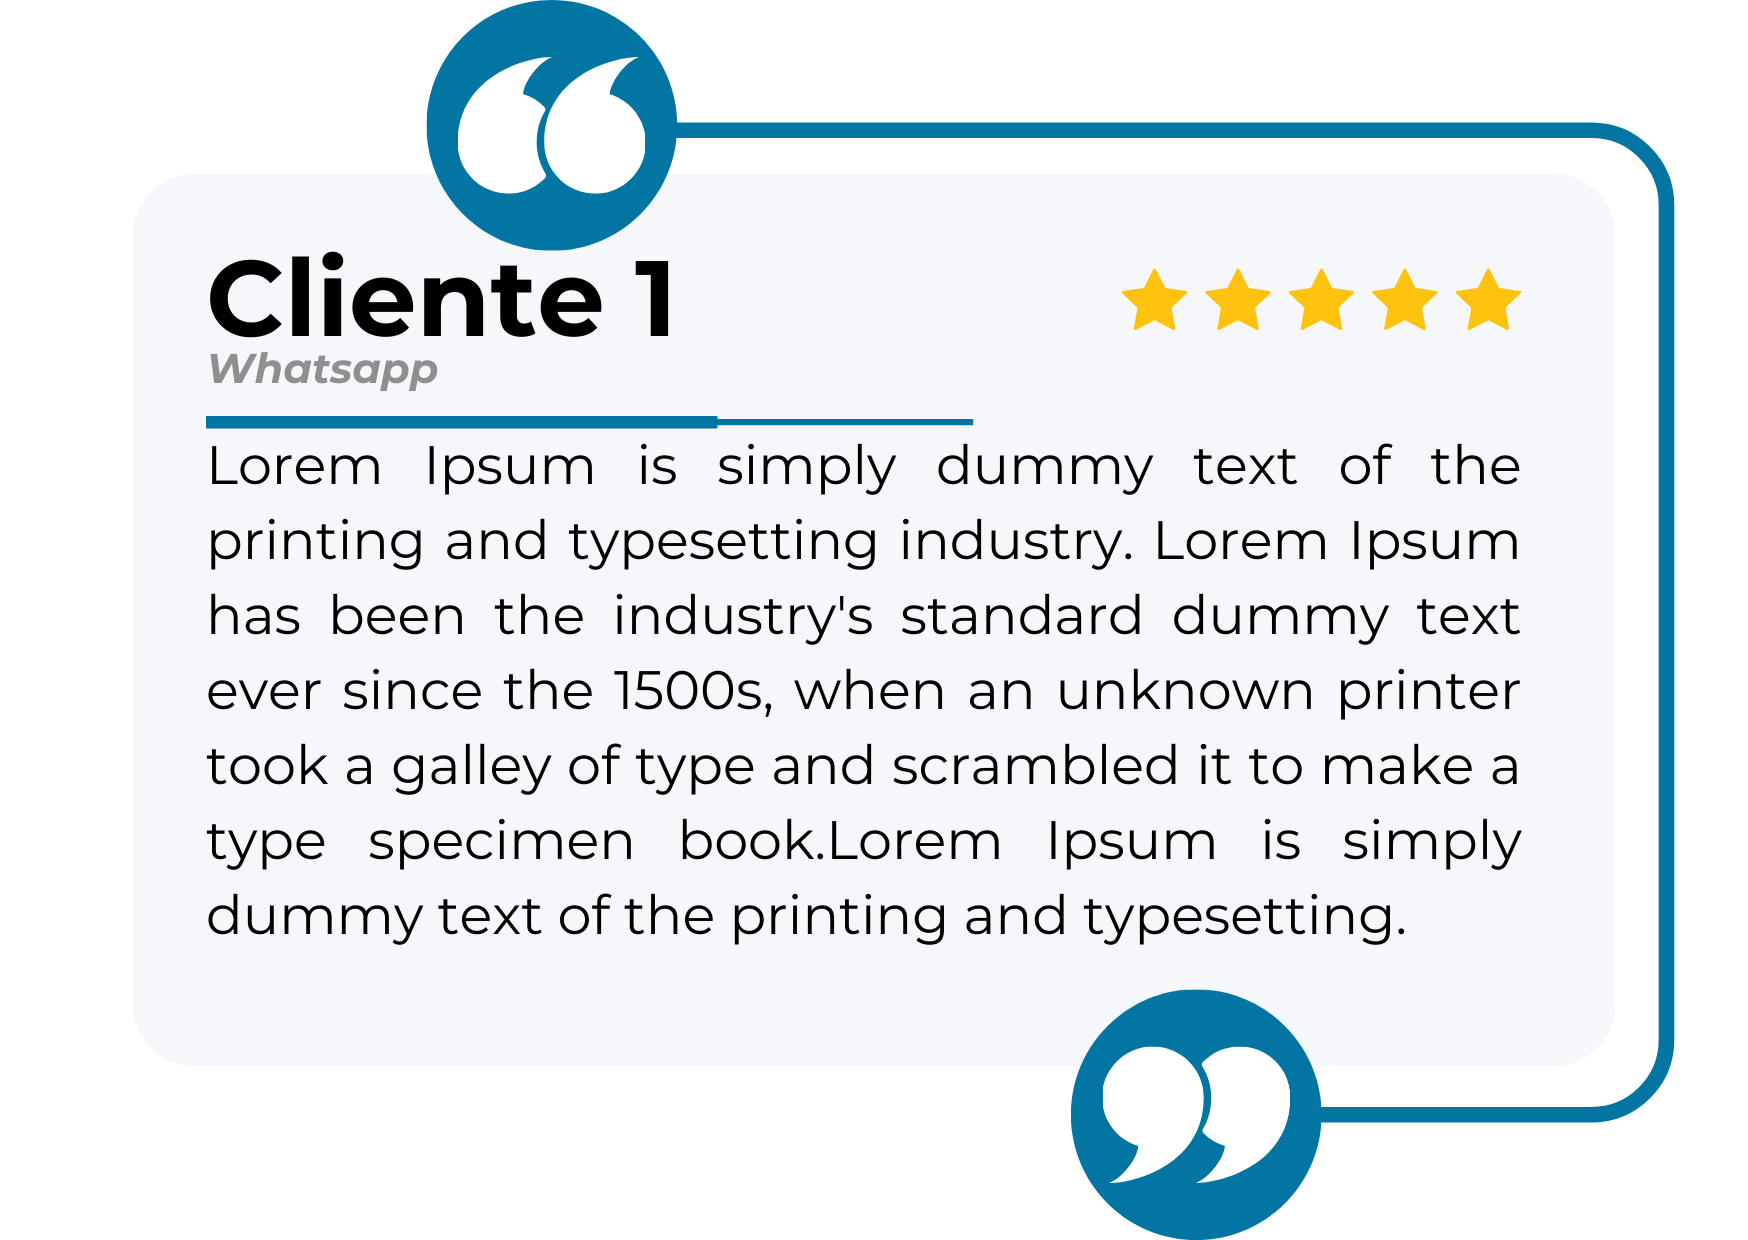 Cliente 1
Whatsapp
Lorem Ipsum is simply dummy text of the
printing and typesetting industry. Lorem Ipsum
has been the industry's standard dummy text
ever since the 1500s, when an unknown printer
took a galley of type and scrambled it to make a
type specimen book.Lorem Ipsum is simply
dummy text of the printing and typesetting.